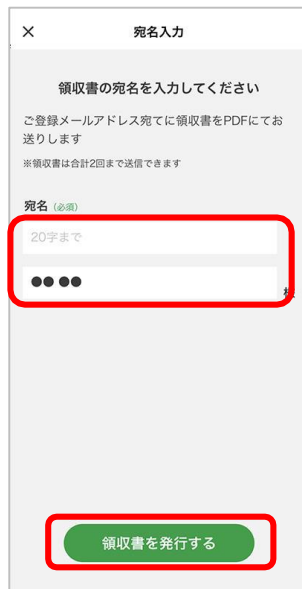 × 宛名入力
領収書の宛名を入力してください
ご登録メールアドレス宛てに領収書をPDFにてお
送りします
※領収書は合計2回まで送信できます
宛名 (必須)
20字まで
●● ●●
領収書を発行する